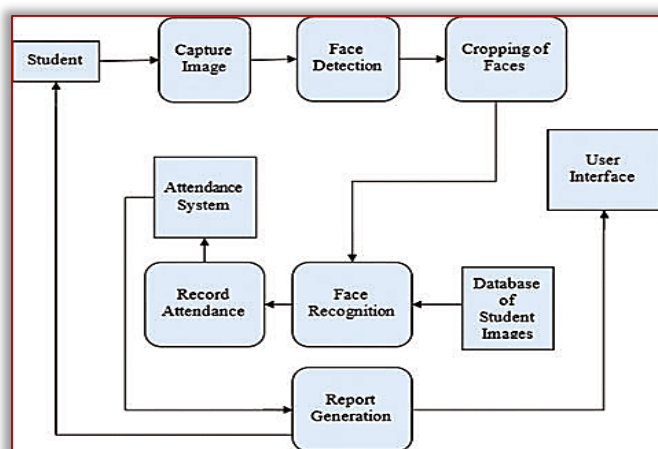 Student
Capture
Image
Face
Detection
Cropping of
Faces
User
Interface
Attendance
System
Record
Attendance
Face
Recognition
Database
of
Student
Images
Report
Generation